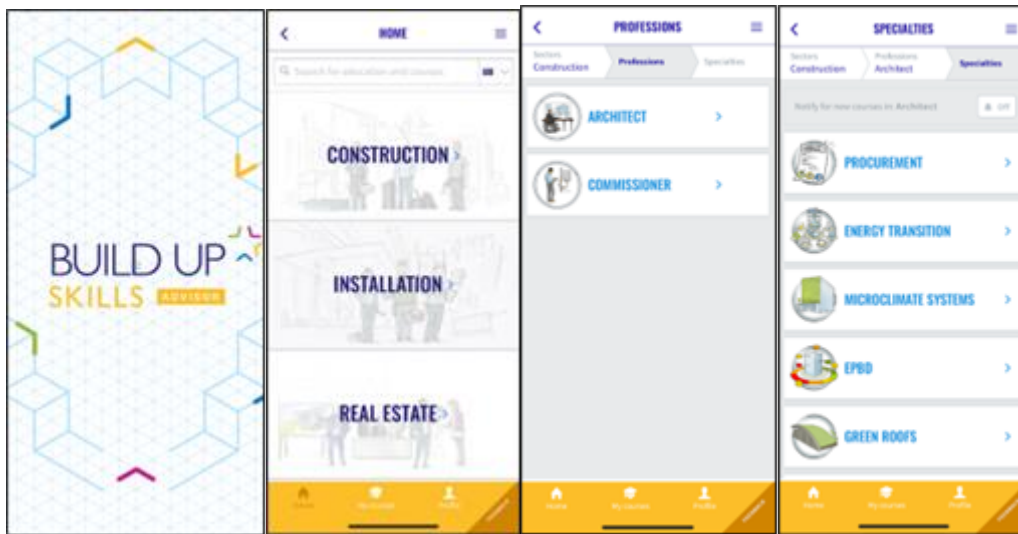 BUILD UP
SKILLS ADVISOR
HOME
Search for education and courses
CONSTRUCTION
INSTALLATION
REAL ESTATE
Home My courses Profile
PROFESSIONS
Sectors
Construction Professions Specialties
ARCHITECT
COMMISSIONER
Home My courses Profile
SPECIALTIES
Sectors Professions
Construction Architect Specialties
Notify for new courses in Architect Off
PROCUREMENT
ENERGY TRANSITION
MICROCLIMATE SYSTEMS
EPBD
GREEN ROOFS
Home My courses Profile